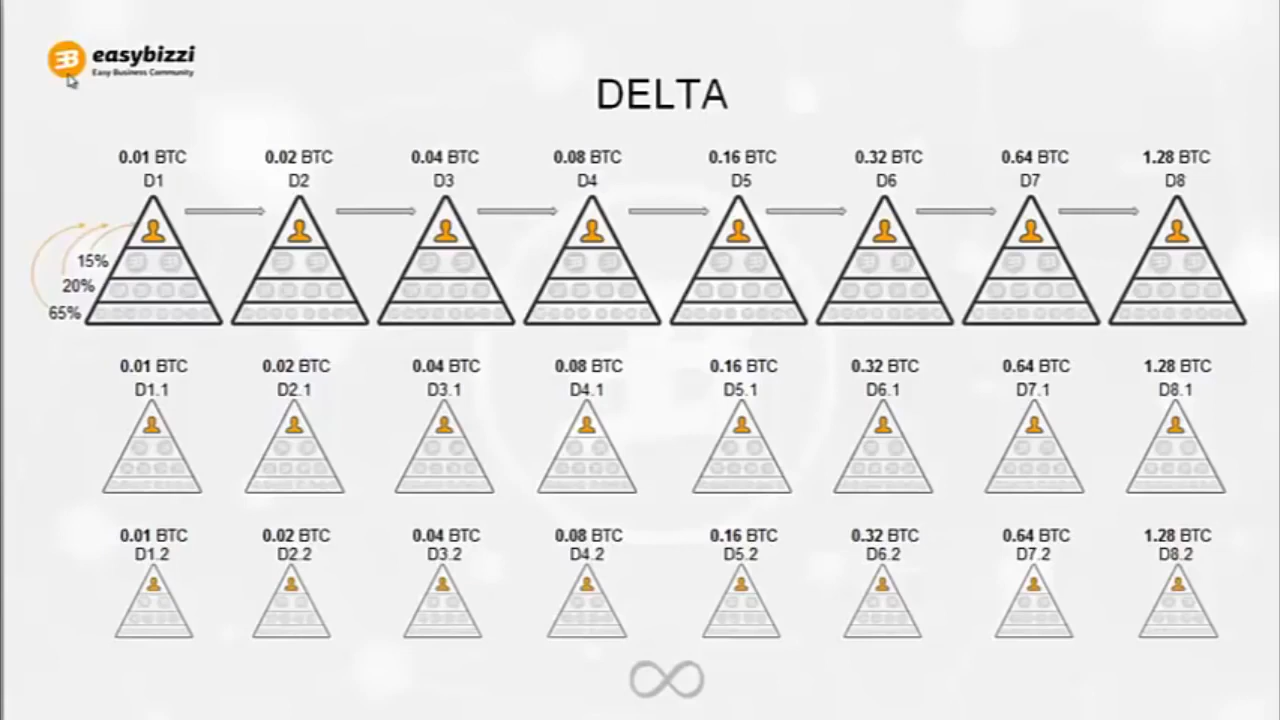 easybizzi
Easy Business Community
DELTA
0.01 BTC 0.02 BTC 0.04 BTC 0.08 BTC 0.16 BTC 0.32 BTC 0.64 BTC 1.28 BTC
D1 D2 D3 D4 D5 D6 D7 D8
15%
20%
65%
0.01 BTC 0.02 BTC 0.04 BTC 0.08 BTC 0.16 BTC 0.32 BTC 0.64 BTC 1.28 BTC
D1.1 D2.1 D3.1 D4.1 D5.1 D6.1 D7.1 D8.1
0.01 BTC 0.02 BTC 0.04 BTC 0.08 BTC 0.16 BTC 0.32 BTC 0.64 BTC 1.28 BTC
D1.2 D2.2 D3.2 D4.2 D5.2 D6.2 D7.2 D8.2